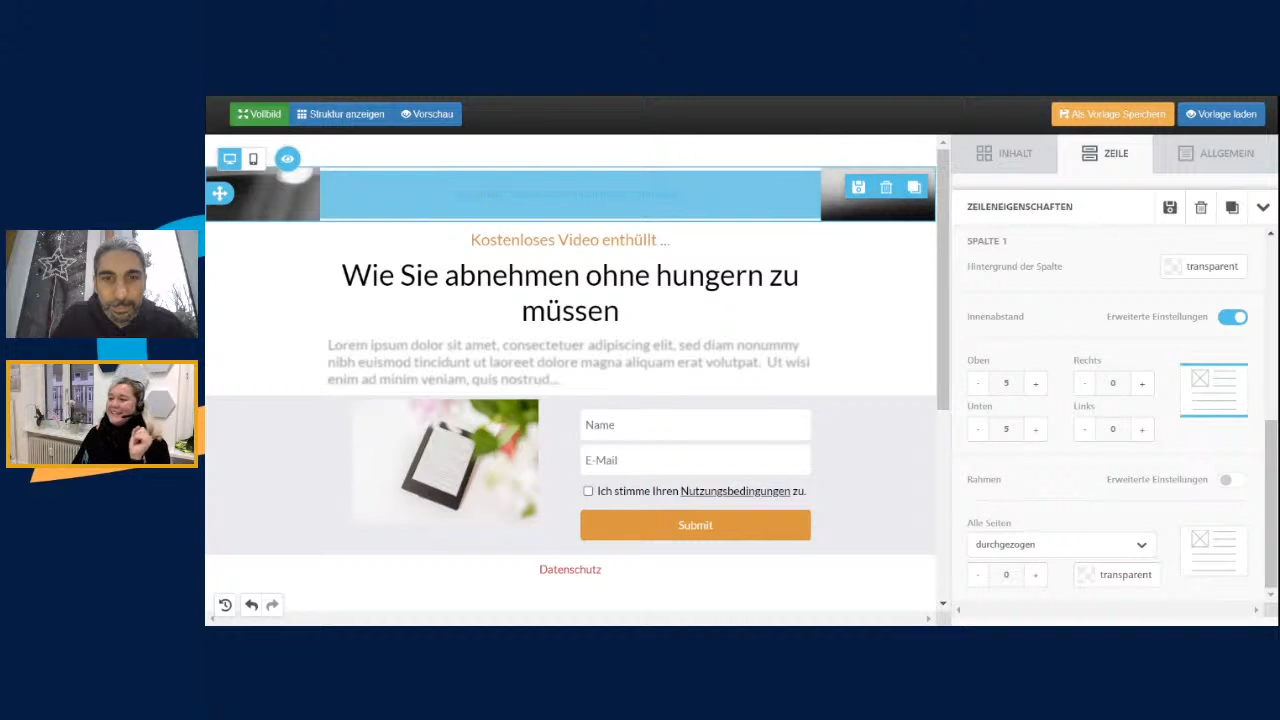 Vollbild
Struktur anzeigen
Vorschau
Als Vorlage Speichern
Vorlage laden
INHALT
ZEILE
ALLGEMEIN
Kostenloses Video enthüllt ...
Wie Sie abnehmen ohne hungern zu
müssen
Lorem ipsum dolor sit amet, consectetuer adipiscing elit, sed diam nonummy
nibh euismod tincidunt ut laoreet dolore magna aliquam erat volutpat. Ut wisi
enim ad minim veniam, quis nostrud...
Name
E-Mail
Ich stimme Ihren Nutzungsbedingungen zu.
Submit
Datenschutz
ZEILENEIGENSCHAFTEN
SPALTE 1
Hintergrund der Spalte
transparent
Innenabstand
Erweiterte Einstellungen
Oben
Rechts
- 5 +
- 0 +
Unten
Links
- 5 +
- 0 +
Rahmen
Erweiterte Einstellungen
Alle Seiten
durchgezogen
- 0 +
transparent